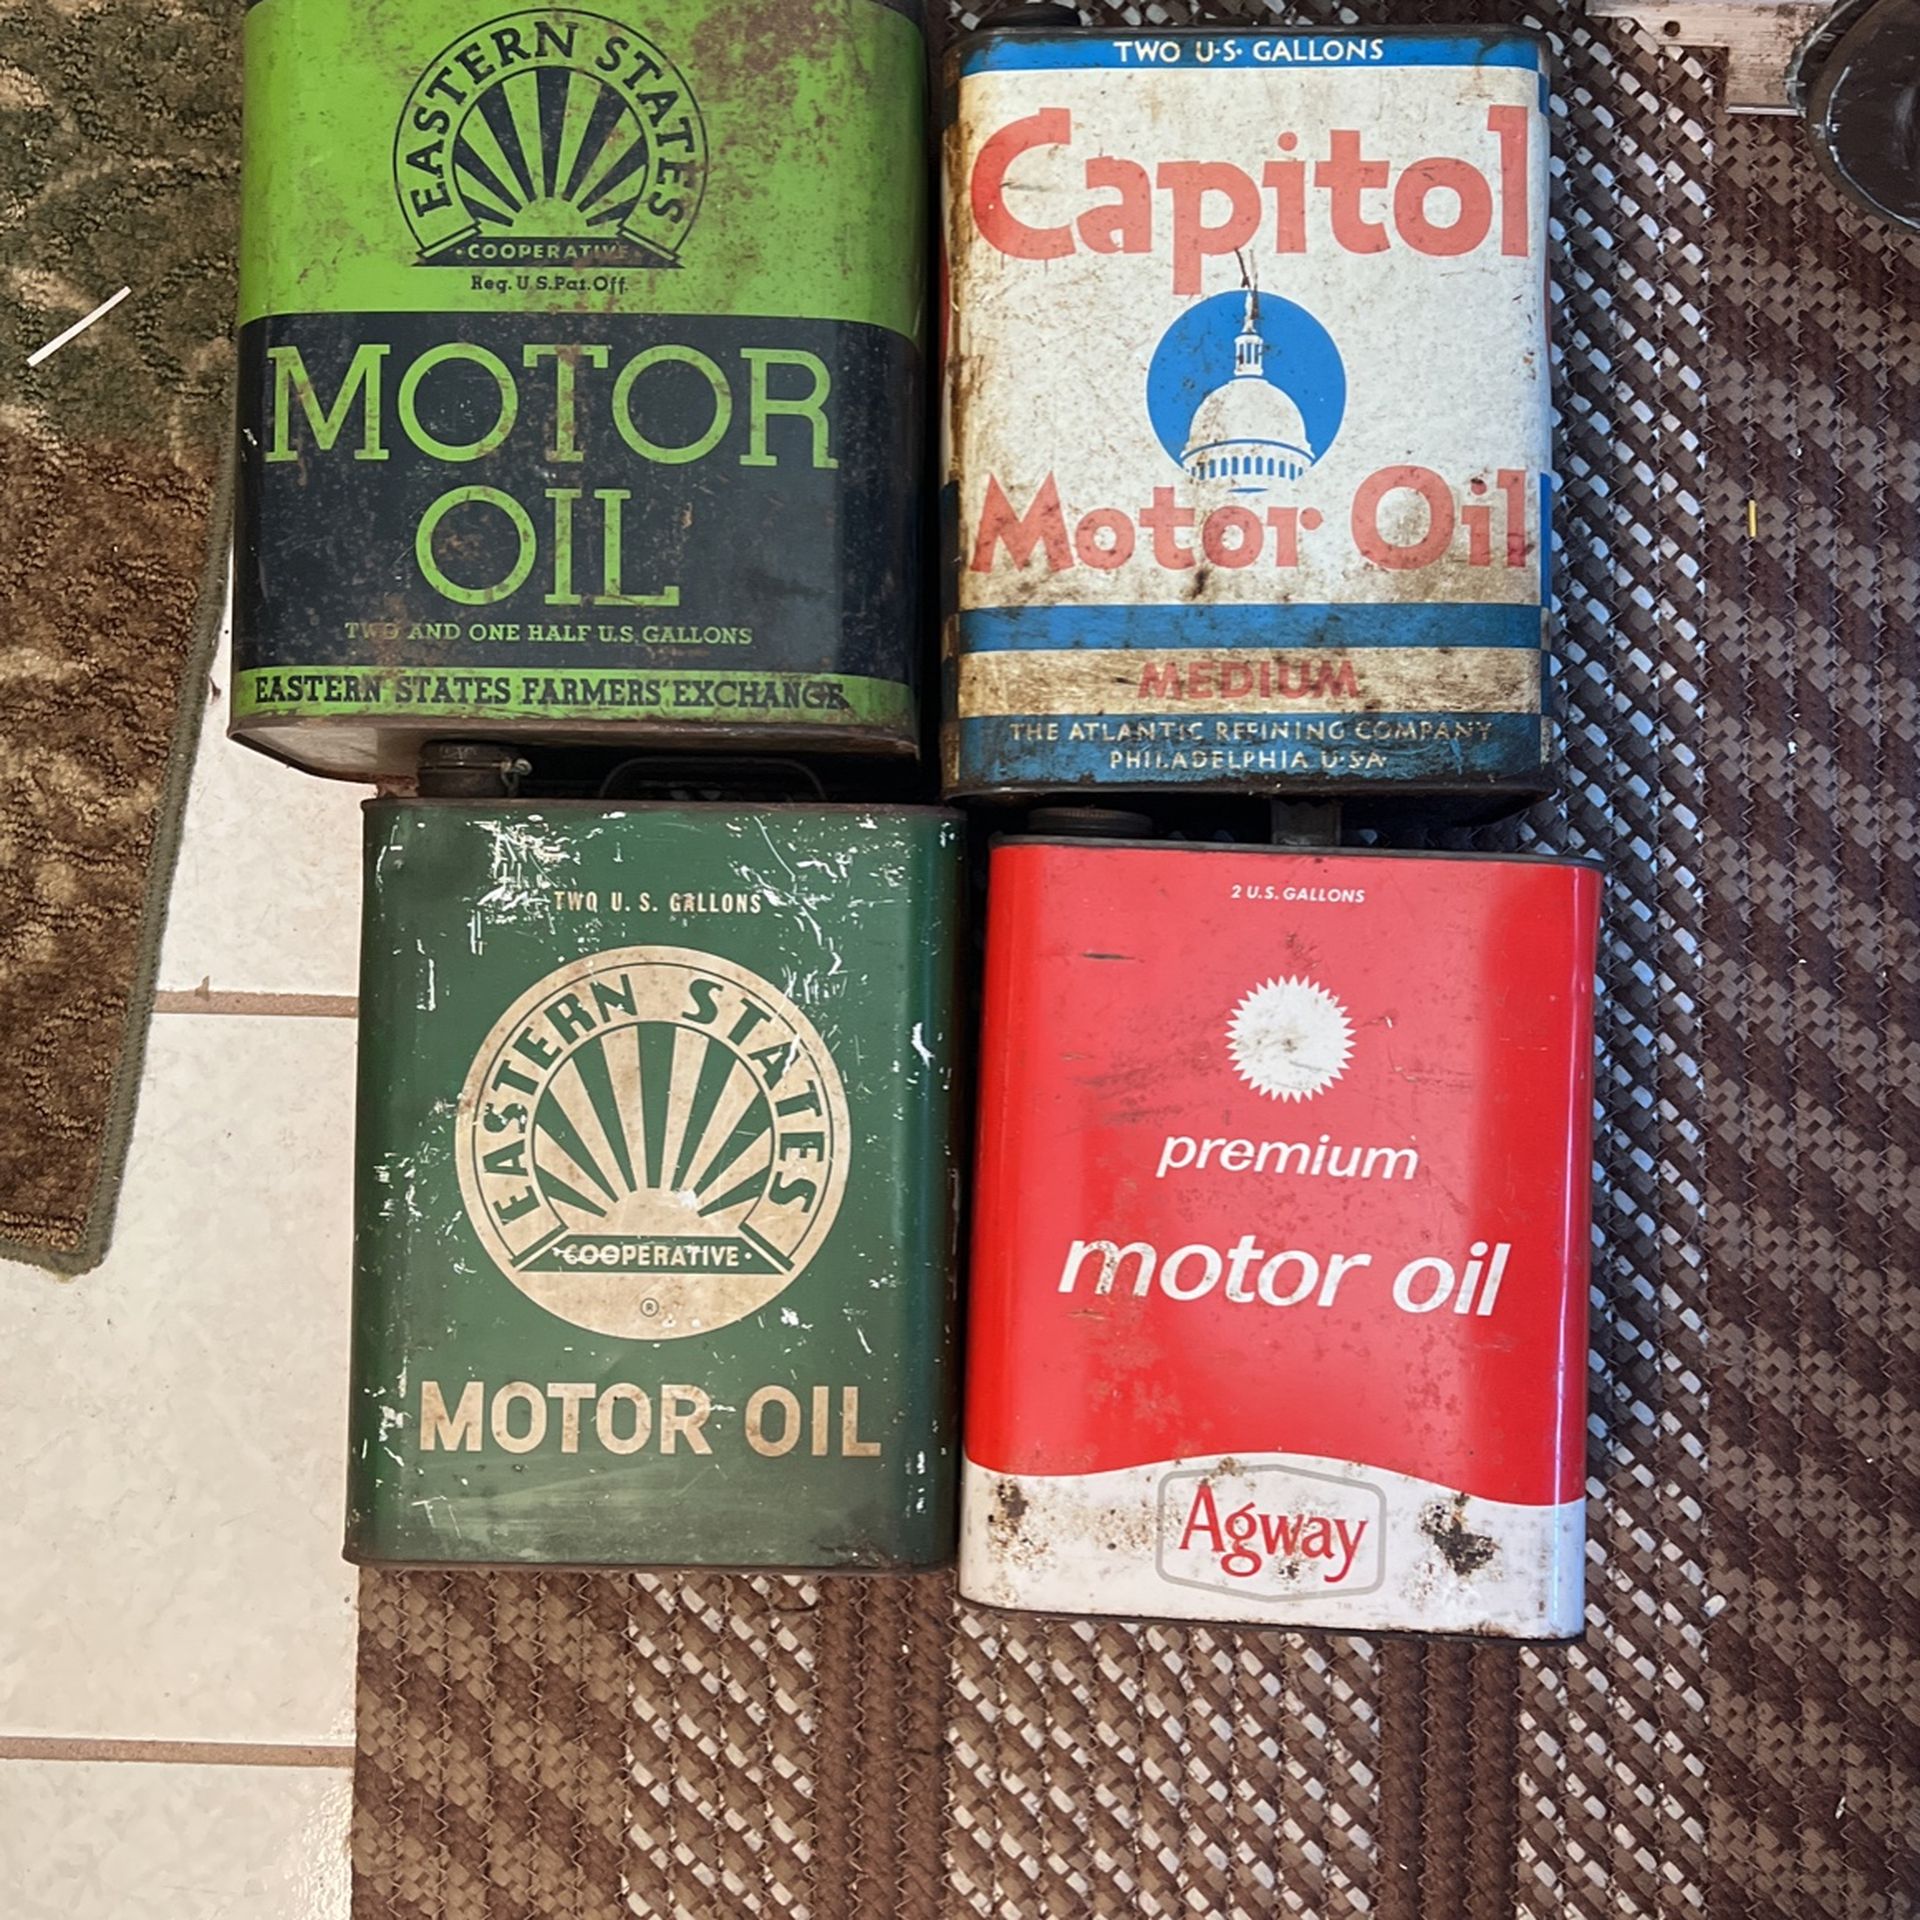 EASTERN STATES
COOPERATIVE
Reg. U.S. Pat. Off.
MOTOR
OIL
TWO AND ONE HALF U.S. GALLONS
EASTERN STATES FARMERS' EXCHANGE
TWO U·S· GALLONS
Capitol
Motor Oil
MEDIUM
THE ATLANTIC REFINING COMPANY
PHILADELPHIA U·S·A·
TWO U. S. GALLONS
EASTERN STATES
·COOPERATIVE·
®
MOTOR OIL
2 U.S. GALLONS
premium
motor oil
Agway
TM